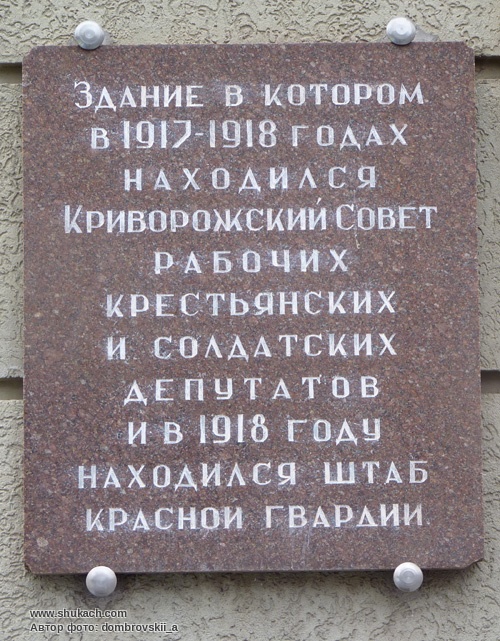 Здание в котором
в 1917-1918 годах
находился
Криворожский Совет
рабочих
крестьянских
и солдатских
депутатов
и в 1918 году
находился штаб
красной гвардии
www.shukach.com
Автор фото: dombrovskii_a